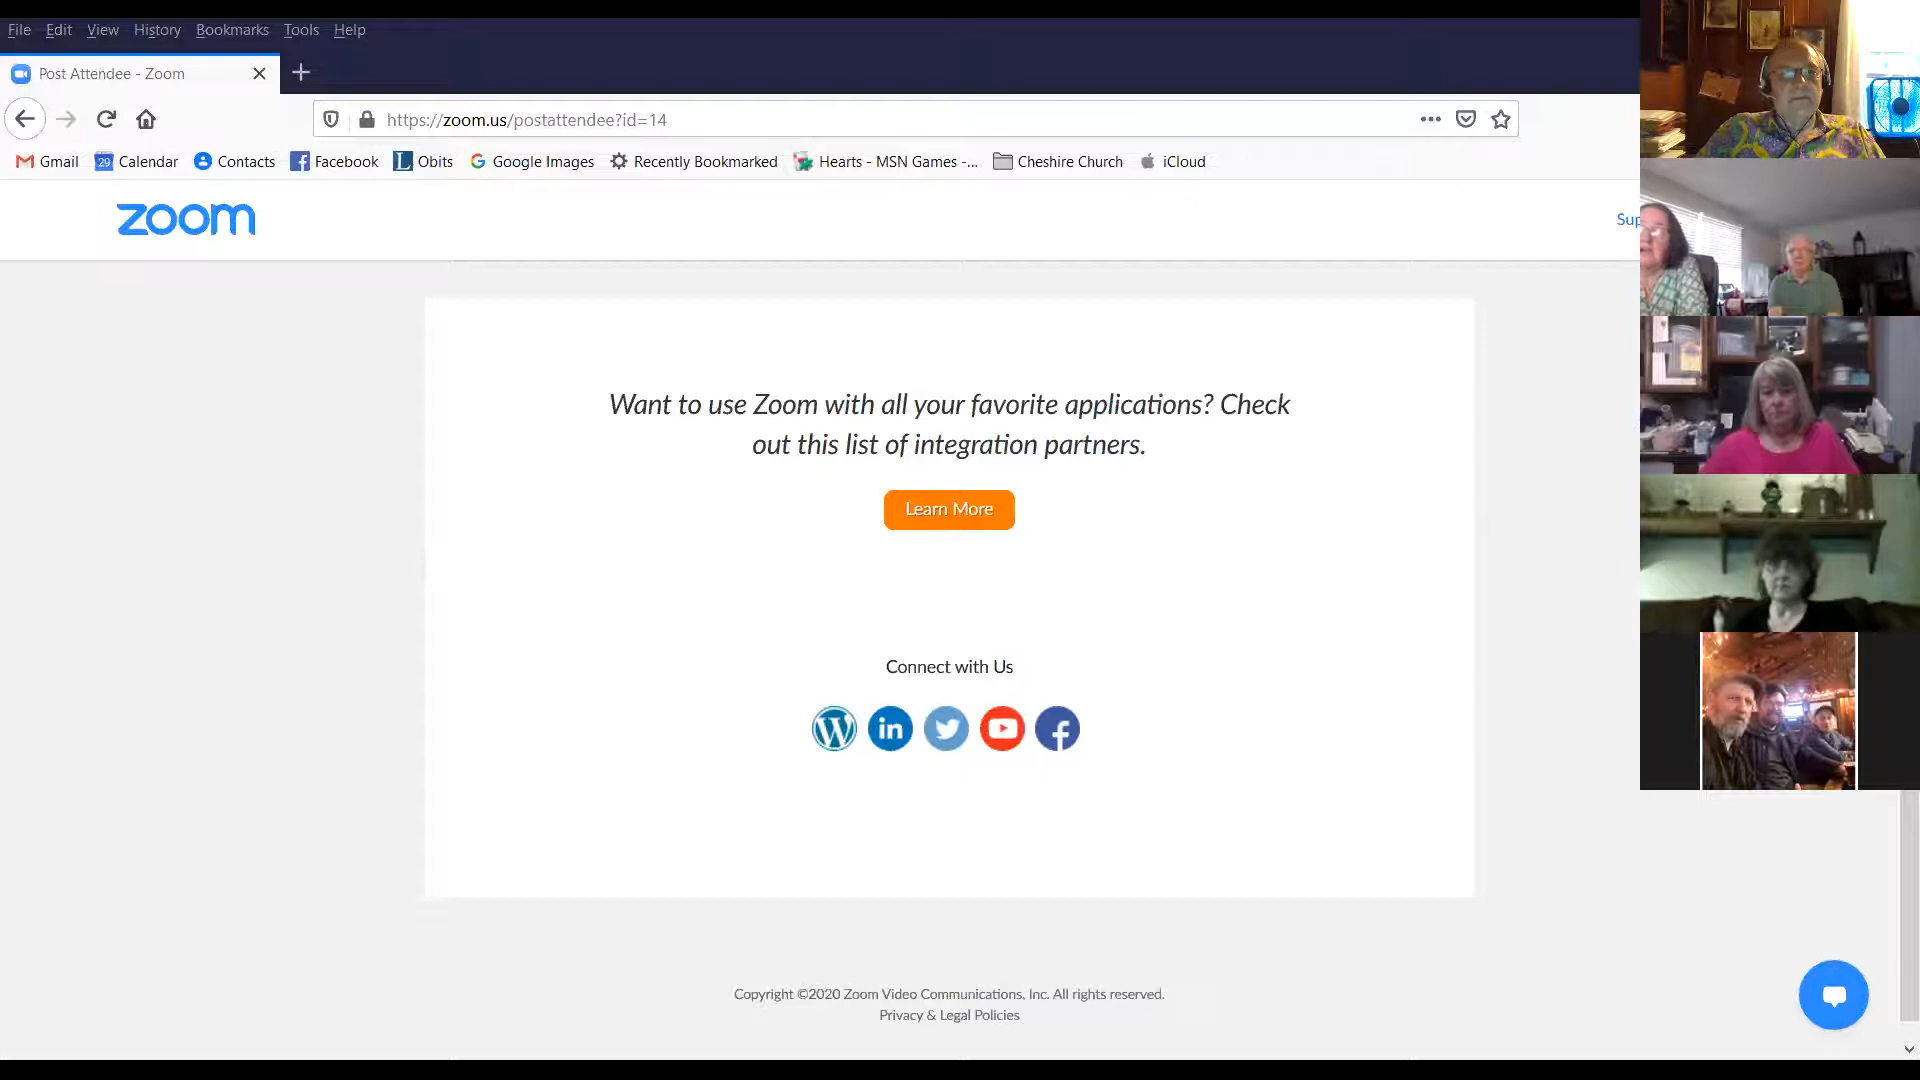 File Edit View History Bookmarks Tools Help
Post Attendee - Zoom
https://zoom.us/postattendee?id=14
Gmail 29 Calendar Contacts Facebook L Obits Google Images Recently Bookmarked Hearts - MSN Games -... Cheshire Church iCloud
zoom
Sup
Want to use Zoom with all your favorite applications? Check
out this list of integration partners.
Learn More
Connect with Us
Copyright ©2020 Zoom Video Communications, Inc. All rights reserved.
Privacy & Legal Policies